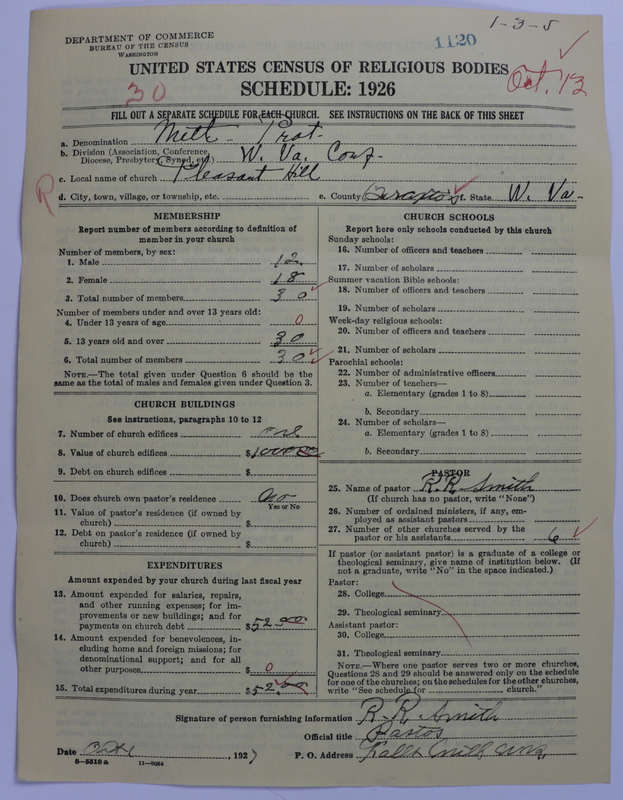 1-3-5
DEPARTMENT OF COMMERCE
BUREAU OF THE CENSUS
WASHINGTON
1120
UNITED STATES CENSUS OF RELIGIOUS BODIES
SCHEDULE: 1926
Oct. 13
30
FILL OUT A SEPARATE SCHEDULE FOR EACH CHURCH. SEE INSTRUCTIONS ON THE BACK OF THIS SHEET
a. Denomination Meth - Prot-
b. Division (Association, Conference, Diocese, Presbytery, Synod, etc.) W. Va. Conf-
c. Local name of church Pleasant Hill
R
d. City, town, village, or township, etc. e. County Braxton f. State W. Va-
MEMBERSHIP
Report number of members according to definition of
member in your church
Number of members, by sex:
1. Male 12
2. Female 18
3. Total number of members 30
Number of members under and over 13 years old:
4. Under 13 years of age 0
5. 13 years old and over 30
6. Total number of members 30
NOTE.—The total given under Question 6 should be the
same as the total of males and females given under Question 3.
CHURCH BUILDINGS
See instructions, paragraphs 10 to 12
7. Number of church edifices one
8. Value of church edifices $1000 00
9. Debt on church edifices $
10. Does church own pastor's residence No
Yes or No
11. Value of pastor's residence (if owned by
church) $
12. Debt on pastor's residence (if owned by
church) $
EXPENDITURES
Amount expended by your church during last fiscal year
13. Amount expended for salaries, repairs,
and other running expenses; for im-
provements or new buildings; and for
payments on church debt $52.00
14. Amount expended for benevolences, in-
cluding home and foreign missions; for
denominational support; and for all
other purposes $ 0
15. Total expenditures during year $52.00
CHURCH SCHOOLS
Report here only schools conducted by this church
Sunday schools:
16. Number of officers and teachers
17. Number of scholars
Summer vacation Bible schools:
18. Number of officers and teachers
19. Number of scholars
Week-day religious schools:
20. Number of officers and teachers
21. Number of scholars
Parochial schools:
22. Number of administrative officers
23. Number of teachers—
a. Elementary (grades 1 to 8)
b. Secondary
24. Number of scholars—
a. Elementary (grades 1 to 8)
b. Secondary
PASTOR
25. Name of pastor R. R. Smith
(If church has no pastor, write "None")
26. Number of ordained ministers, if any, em-
ployed as assistant pastors
27. Number of other churches served by the
pastor or his assistants 6
If pastor (or assistant pastor) is a graduate of a college or
theological seminary, give name of institution below. (If
not a graduate, write "No" in the space indicated.)
Pastor:
28. College
29. Theological seminary
Assistant pastor:
30. College
31. Theological seminary
NOTE.—Where one pastor serves two or more churches,
Questions 28 and 29 should be answered only on the schedule
for one of the churches; on the schedules for the other churches,
write "See schedule for church."
Signature of person furnishing information R. R. Smith
Official title Pastor
Date , 1927 P. O. Address
8-5518 a 11-9054